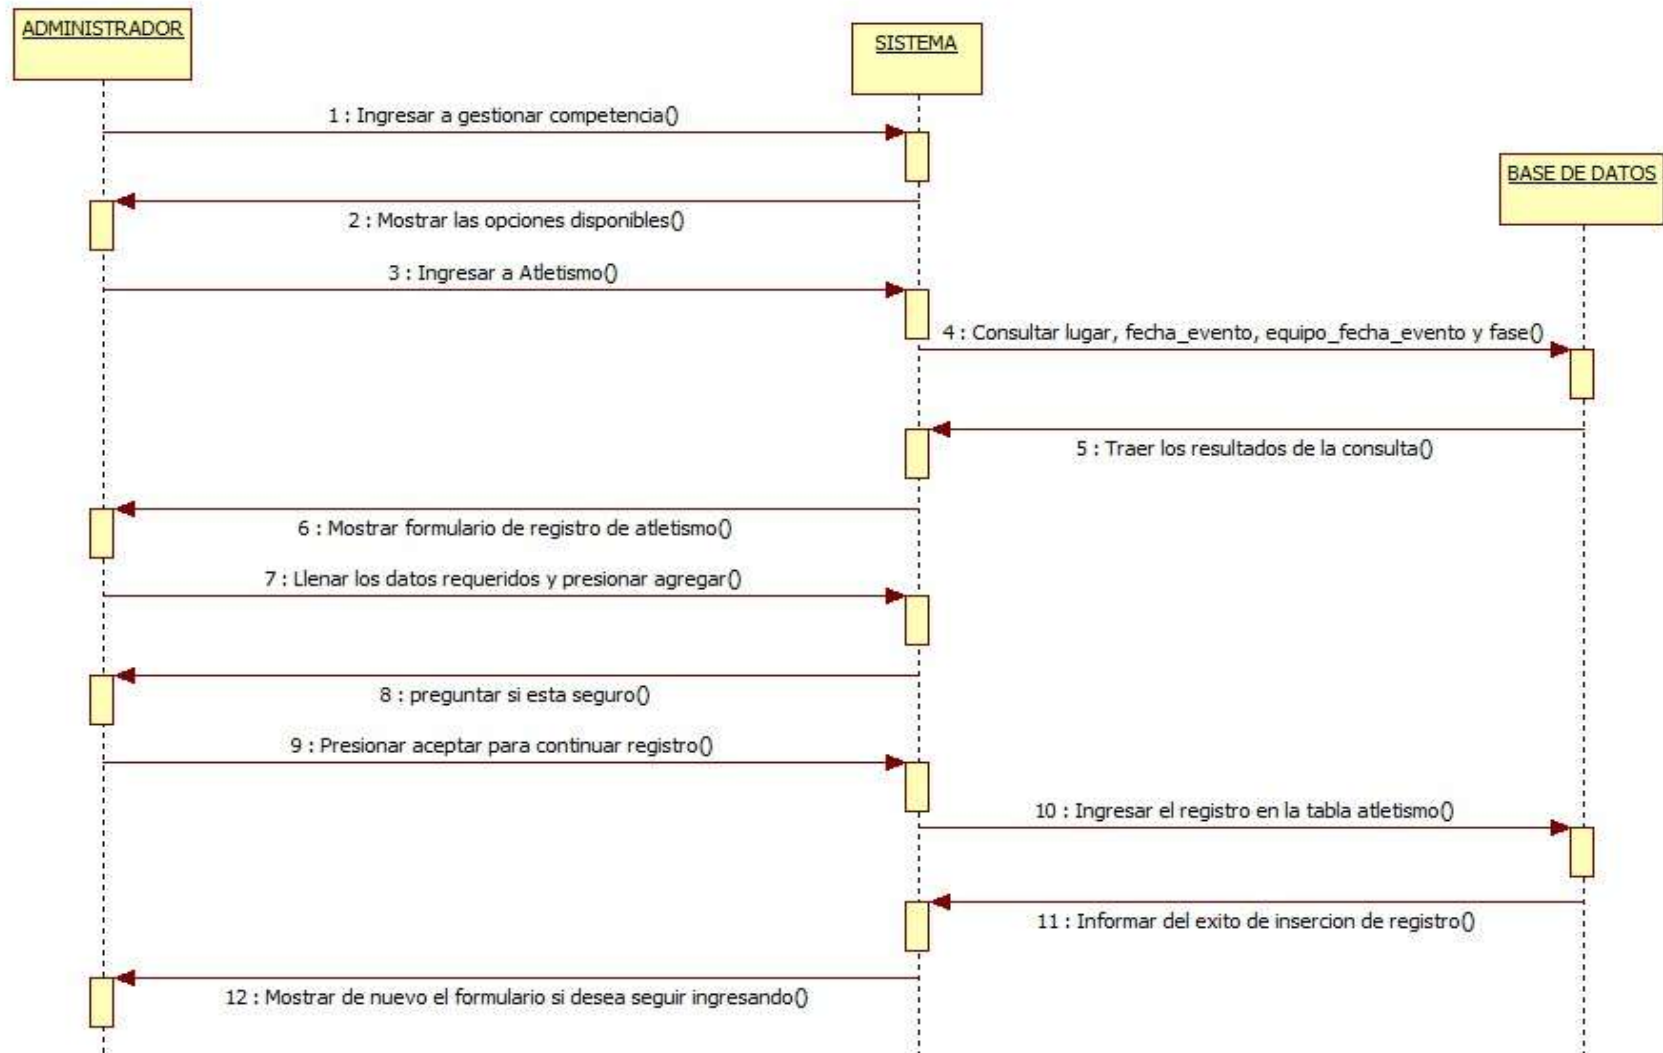 ADMINISTRADOR
SISTEMA
1 : Ingresar a gestionar competencia()
BASE DE DATOS
2 : Mostrar las opciones disponibles()
3 : Ingresar a Atletismo()
4 : Consultar lugar, fecha_evento, equipo_fecha_evento y fase()
5 : Traer los resultados de la consulta()
6 : Mostrar formulario de registro de atletismo()
7 : Llenar los datos requeridos y presionar agregar()
8 : preguntar si esta seguro()
9 : Presionar aceptar para continuar registro()
10 : Ingresar el registro en la tabla atletismo()
11 : Informar del exito de insercion de registro()
12 : Mostrar de nuevo el formulario si desea seguir ingresando()